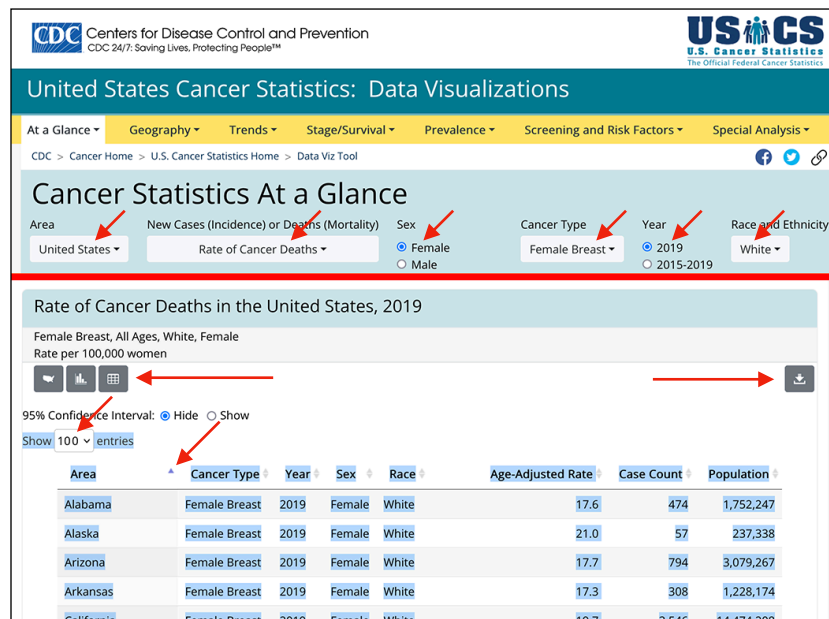 CDC Centers for Disease Control and Prevention
CDC 24/7: Saving Lives, Protecting People™
USCS
U.S. Cancer Statistics
The Official Federal Cancer Statistics
United States Cancer Statistics: Data Visualizations
At a Glance Geography Trends Stage/Survival Prevalence Screening and Risk Factors Special Analysis
CDC > Cancer Home > U.S. Cancer Statistics Home > Data Viz Tool
Cancer Statistics At a Glance
Area New Cases (Incidence) or Deaths (Mortality) Sex Cancer Type Year Race and Ethnicity
United States Rate of Cancer Deaths Female Female Breast 2019 White
Male 2015-2019
Rate of Cancer Deaths in the United States, 2019
Female Breast, All Ages, White, Female
Rate per 100,000 women
95% Confidence Interval: Hide Show
Show 100 entries
Area Cancer Type Year Sex Race Age-Adjusted Rate Case Count Population
Alabama Female Breast 2019 Female White 17.6 474 1,752,247
Alaska Female Breast 2019 Female White 21.0 57 237,338
Arizona Female Breast 2019 Female White 17.7 794 3,079,267
Arkansas Female Breast 2019 Female White 17.3 308 1,228,174
California Female Breast 2019 Female White